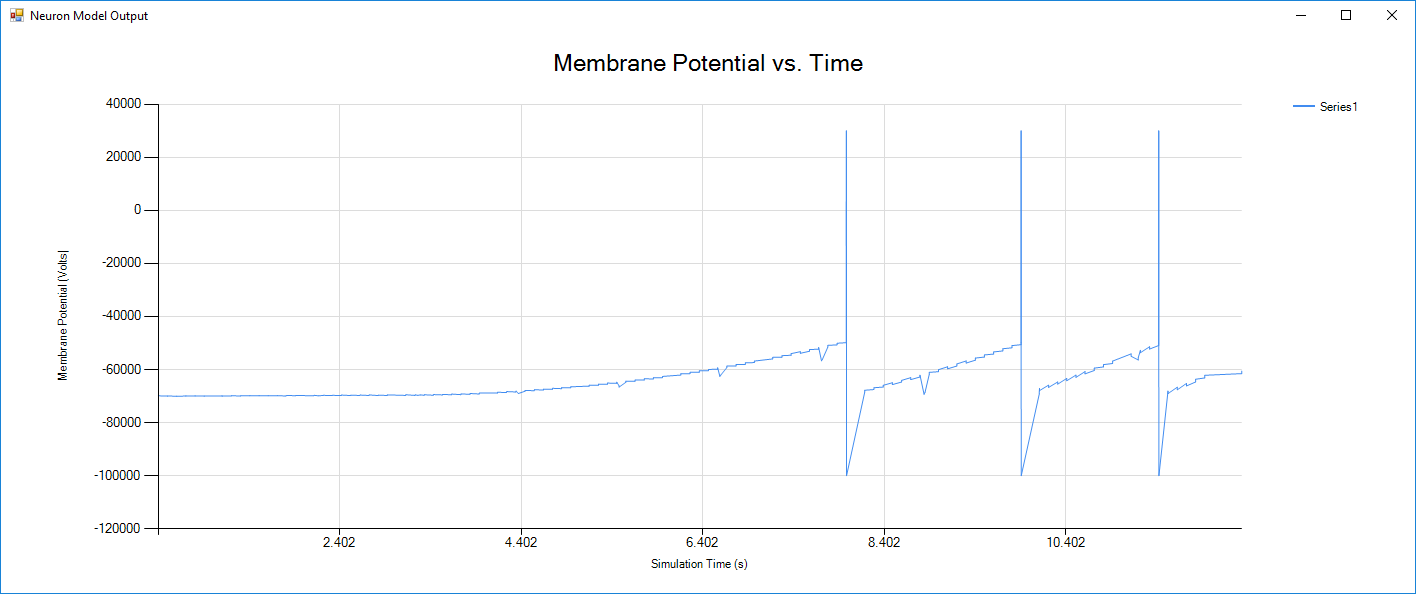 Neuron Model Output
Membrane Potential vs. Time
Series1
40000
20000
0
-20000
-40000
-60000
-80000
-100000
-120000
Membrane Potential (Volts|
2.402
4.402
6.402
8.402
10.402
Simulation Time (s)